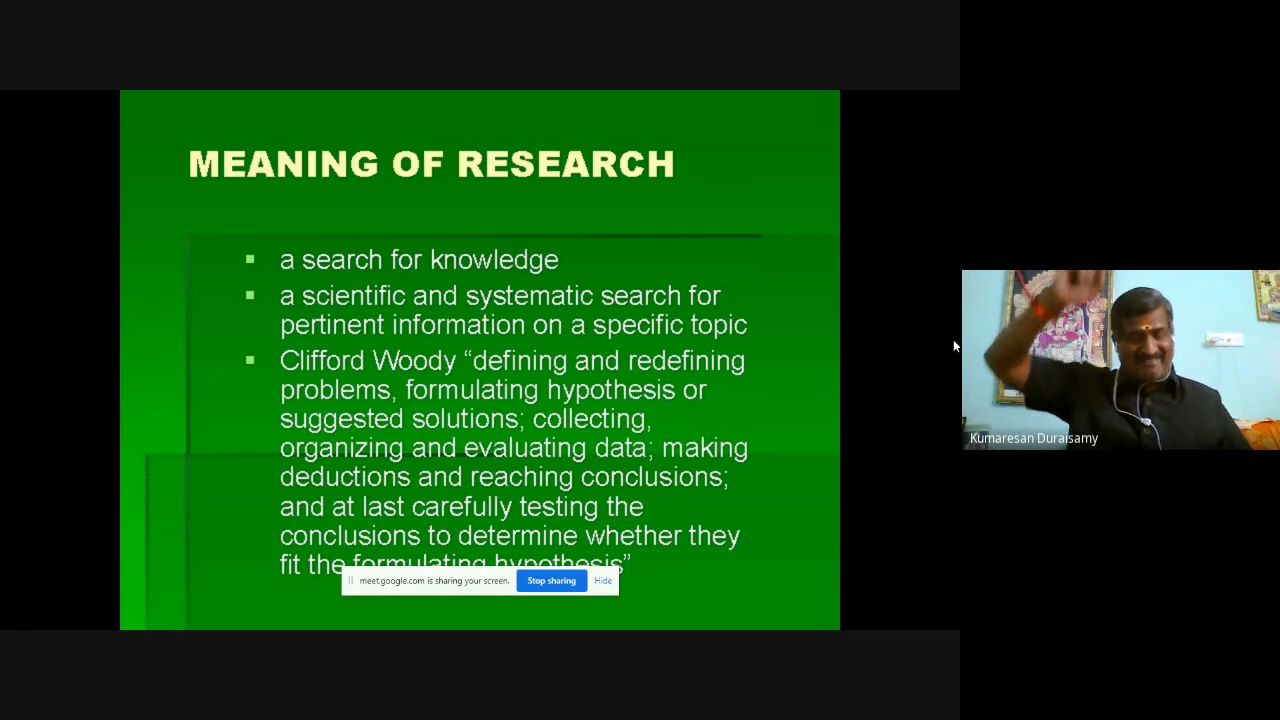 MEANING OF RESEARCH
▪ a search for knowledge
▪ a scientific and systematic search for
pertinent information on a specific topic
▪ Clifford Woody “defining and redefining
problems, formulating hypothesis or
suggested solutions; collecting,
organizing and evaluating data; making
deductions and reaching conclusions;
and at last carefully testing the
conclusions to determine whether they
fit the formulating hypothesis”
meet.google.com is sharing your screen. Stop sharing Hide
Kumaresan Duraisamy